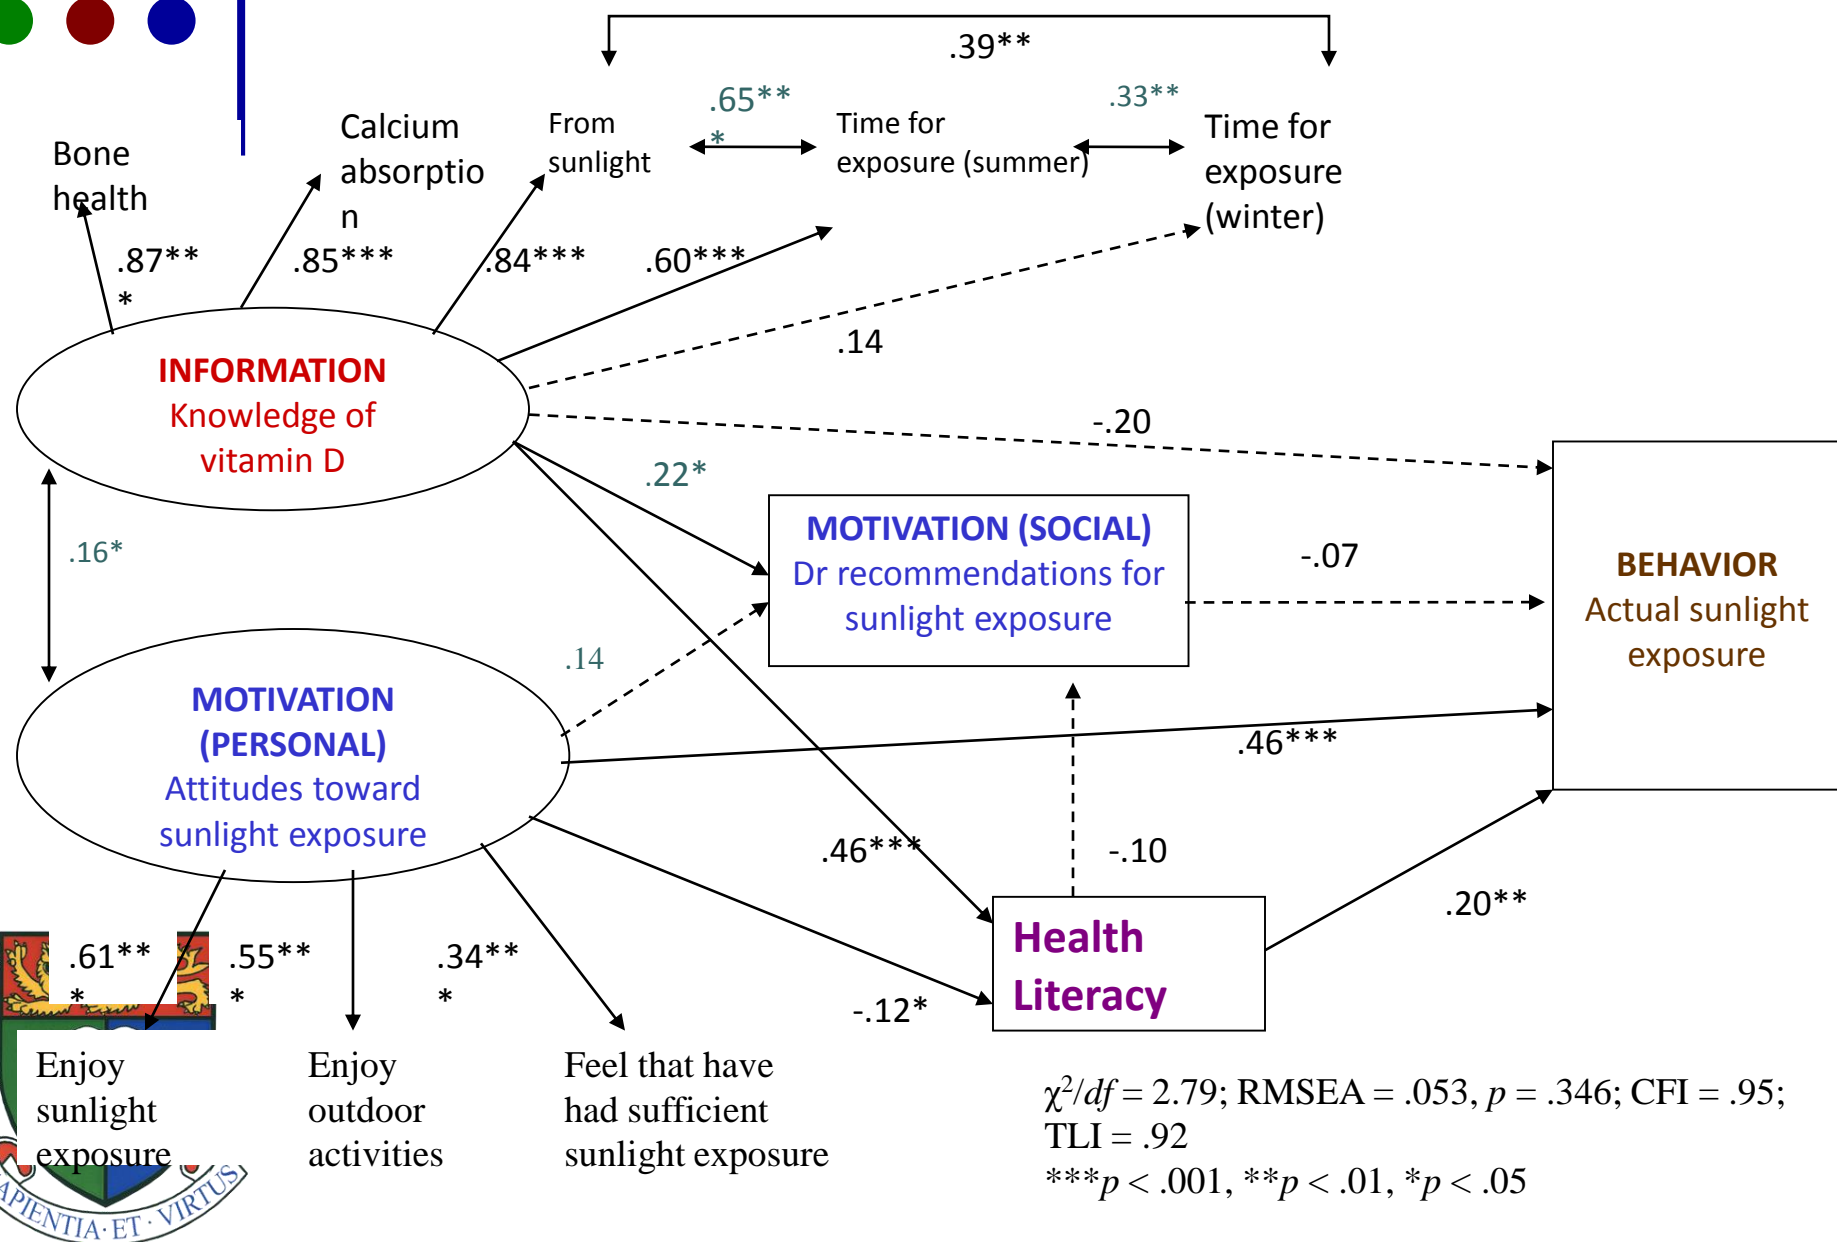 .39**
.65**
*
.33**
Bone
health
Calcium
absorptio
n
From
sunlight
Time for
exposure (summer)
Time for
exposure
(winter)
.87**
*
.85***
.84***
.60***
.14
INFORMATION
Knowledge of
vitamin D
-.20
.22*
.16*
MOTIVATION (SOCIAL)
Dr recommendations for
sunlight exposure
-.07
BEHAVIOR
Actual sunlight
exposure
.14
MOTIVATION
(PERSONAL)
Attitudes toward
sunlight exposure
.46***
.46***
-.10
.20**
Health
Literacy
.61**
*
.55**
*
.34**
*
-.12*
Enjoy
sunlight
exposure
Enjoy
outdoor
activities
Feel that have
had sufficient
sunlight exposure
χ²/df = 2.79; RMSEA = .053, p = .346; CFI = .95;
TLI = .92
***p < .001, **p < .01, *p < .05
SAPIENTIA·ET·VIRTUS